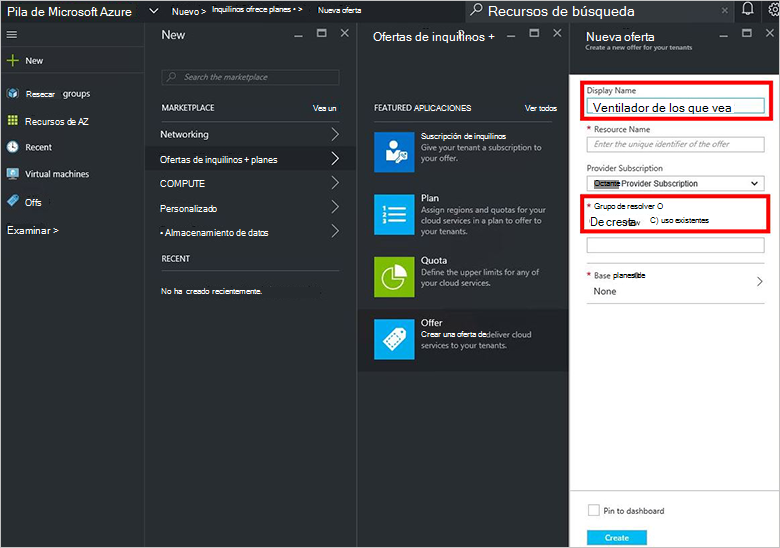 Pila de Microsoft Azure
Nuevo > Inquilinos ofrece planes • > Nueva oferta
Recursos de búsqueda
New
Resecar groups
Recursos de AZ
Recent
Virtual machines
Offs
Examinar >
New
Search the marketplace
MARKETPLACE Vea un
Networking
Ofertas de inquilinos + planes
COMPUTE
Personalizado
• Almacenamiento de datos
RECENT
No ha creado recientemente.
Ofertas de inquilinos +
FEATURED APLICACIONES Ver todos
Suscripción de inquilinos
Give your tenant a subscription to
your offer.
Plan
Assign regions and quotas for your
cloud services in a plan to offer to
your tenants.
Quota
Define the upper limits for any of
your cloud services.
Offer
Crear una oferta de deliver cloud
services to your tenants.
Nueva oferta
Create a new offer for your tenants
Display Name
Ventilador de los que vea
* Resource Name
Enter the unique identifier of the offer
Provider Subscription
Provider Subscription
* Grupo de resolver O
De cresta C) uso existentes
* Base
None
Pin to dashboard
Create